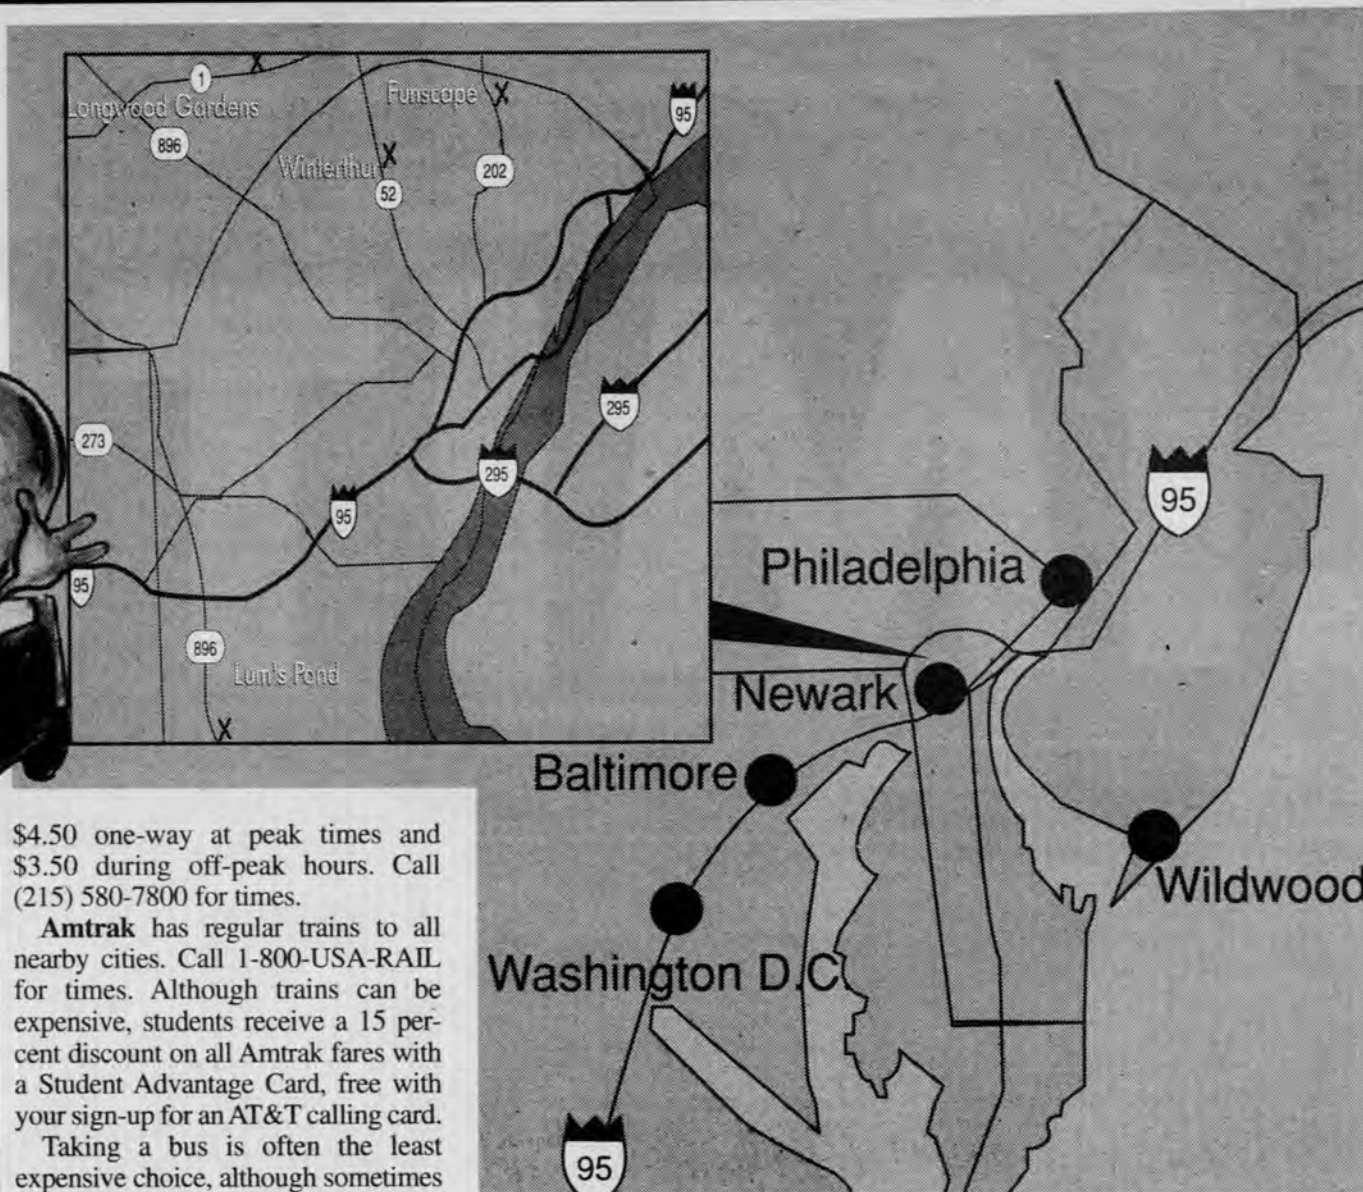 1
Longwood Gardens
896
Funscape
95
Winterthur
52
202
295
273
295
95
95
896
Lum's Pond
95
Philadelphia
Newark
Baltimore
Wildwood
Washington D.C.
95
$4.50 one-way at peak times and
$3.50 during off-peak hours. Call
(215) 580-7800 for times.
Amtrak has regular trains to all
nearby cities. Call 1-800-USA-RAIL
for times. Although trains can be
expensive, students receive a 15 per-
cent discount on all Amtrak fares with
a Student Advantage Card, free with
your sign-up for an AT&T calling card.
Taking a bus is often the least
expensive choice, although sometimes